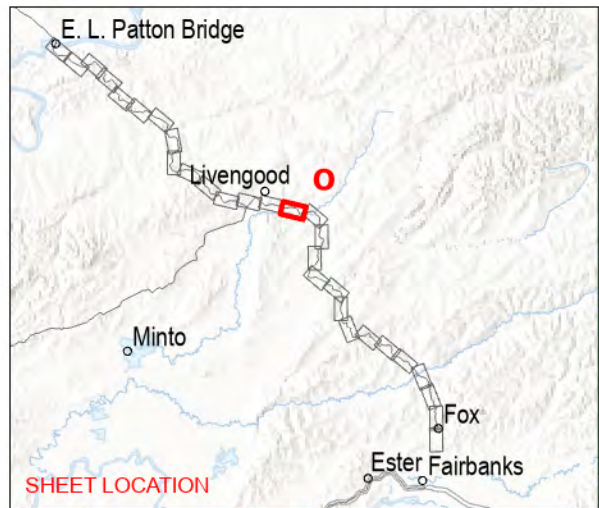 E. L. Patton Bridge
Livengood
O
Minto
Fox
Ester Fairbanks
SHEET LOCATION